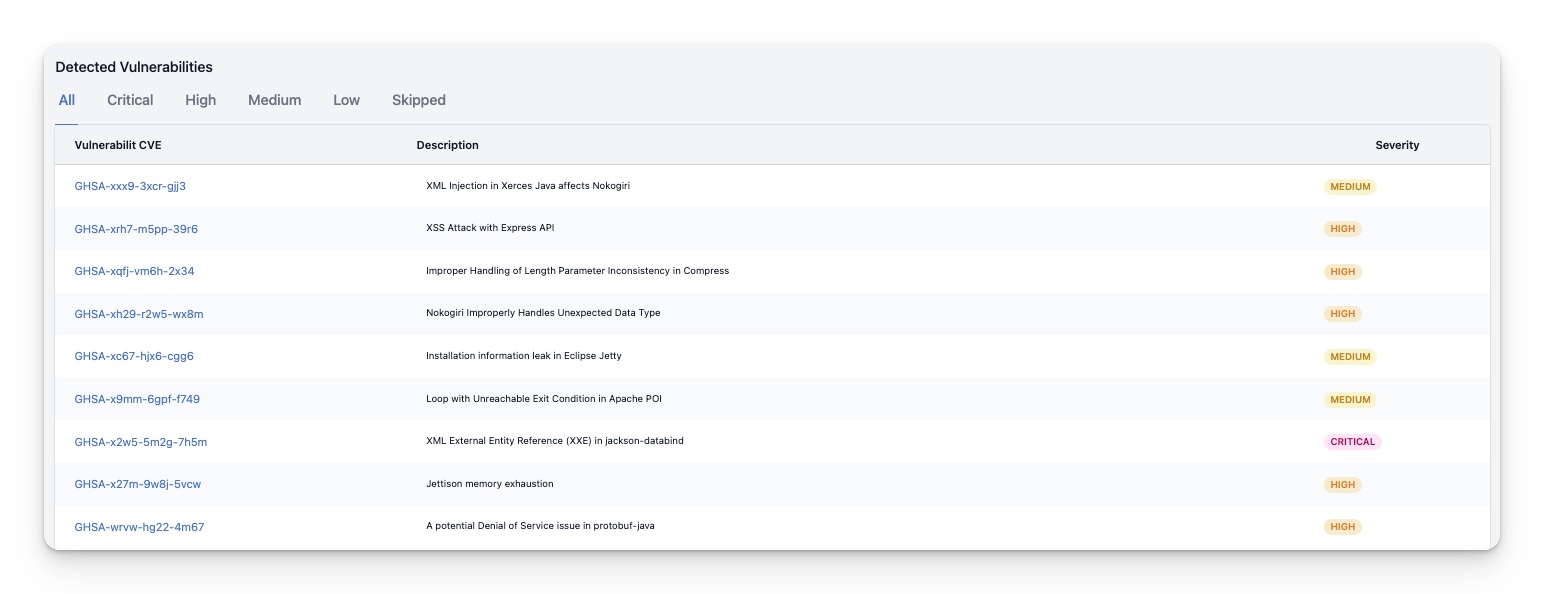 Detected Vulnerabilities
All Critical High Medium Low Skipped
Vulnerabilit CVE Description Severity
GHSA-xxx9-3xcr-gjj3 XML Injection in Xerces Java affects Nokogiri MEDIUM
GHSA-xrh7-m5pp-39r6 XSS Attack with Express API HIGH
GHSA-xqfj-vm6h-2x34 Improper Handling of Length Parameter Inconsistency in Compress HIGH
GHSA-xh29-r2w5-wx8m Nokogiri Improperly Handles Unexpected Data Type HIGH
GHSA-xc67-hjx6-cgg6 Installation information leak in Eclipse Jetty MEDIUM
GHSA-x9mm-6gpf-f749 Loop with Unreachable Exit Condition in Apache POI MEDIUM
GHSA-x2w5-5m2g-7h5m XML External Entity Reference (XXE) in jackson-databind CRITICAL
GHSA-x27m-9w8j-5vcw Jettison memory exhaustion HIGH
GHSA-wrvw-hg22-4m67 A potential Denial of Service issue in protobuf-java HIGH